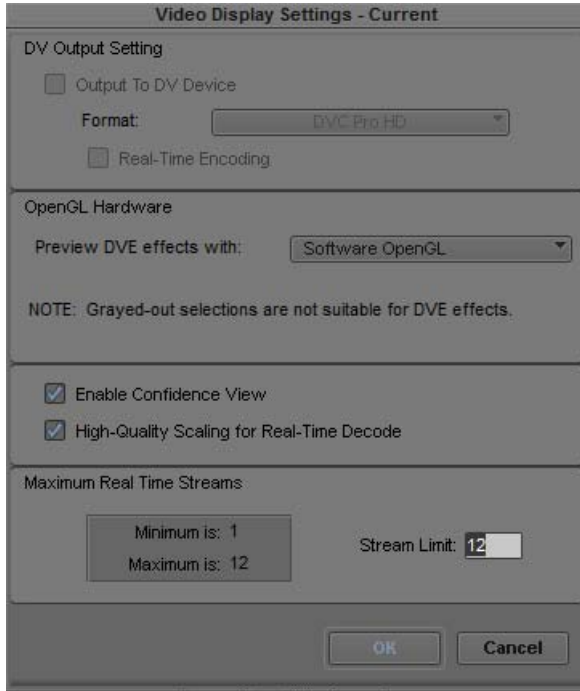 Video Display Settings - Current
DV Output Setting
Output To DV Device
Format: DVC Pro HD
Real-Time Encoding
OpenGL Hardware
Preview DVE effects with: Software OpenGL
NOTE: Grayed-out selections are not suitable for DVE effects.
Enable Confidence View
High-Quality Scaling for Real-Time Decode
Maximum Real Time Streams
Minimum is: 1
Maximum is: 12
Stream Limit: 12
OK Cancel